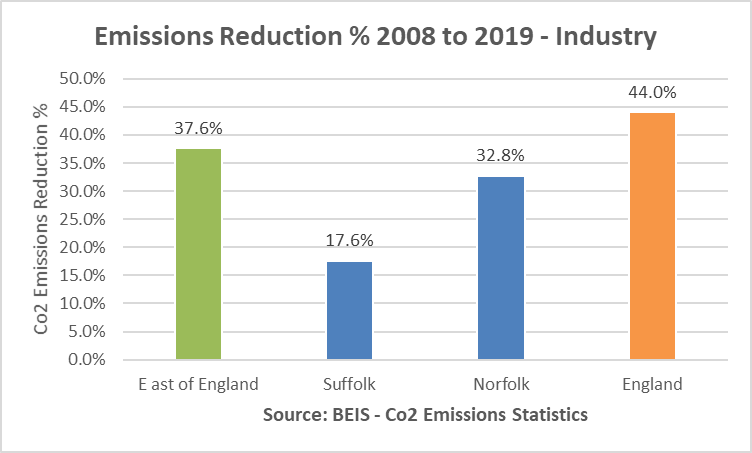 Emissions Reduction % 2008 to 2019 - Industry
Co2 Emissions Reduction %
50.0%
45.0%
40.0%
35.0%
30.0%
25.0%
20.0%
15.0%
10.0%
5.0%
0.0%
37.6%
17.6%
32.8%
44.0%
E ast of England
Suffolk
Norfolk
England
Source: BEIS - Co2 Emissions Statistics